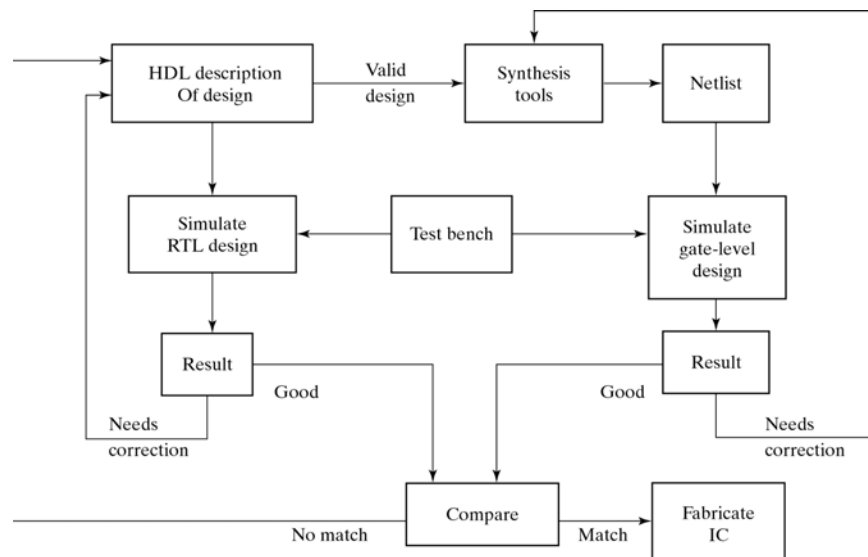 HDL description
Of design
Valid
design
Synthesis
tools
Netlist
Simulate
RTL design
Test bench
Simulate
gate-level
design
Result
Good
Needs
correction
Result
Good
Needs
correction
Compare
No match
Match
Fabricate
IC